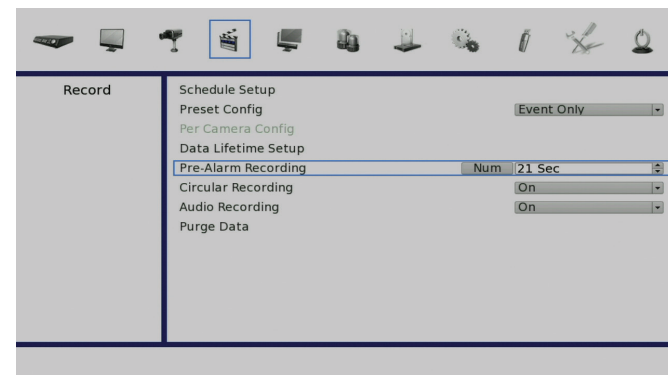 Record
Schedule Setup
Preset Config Event Only
Per Camera Config
Data Lifetime Setup
Pre-Alarm Recording Num 21 Sec
Circular Recording On
Audio Recording On
Purge Data